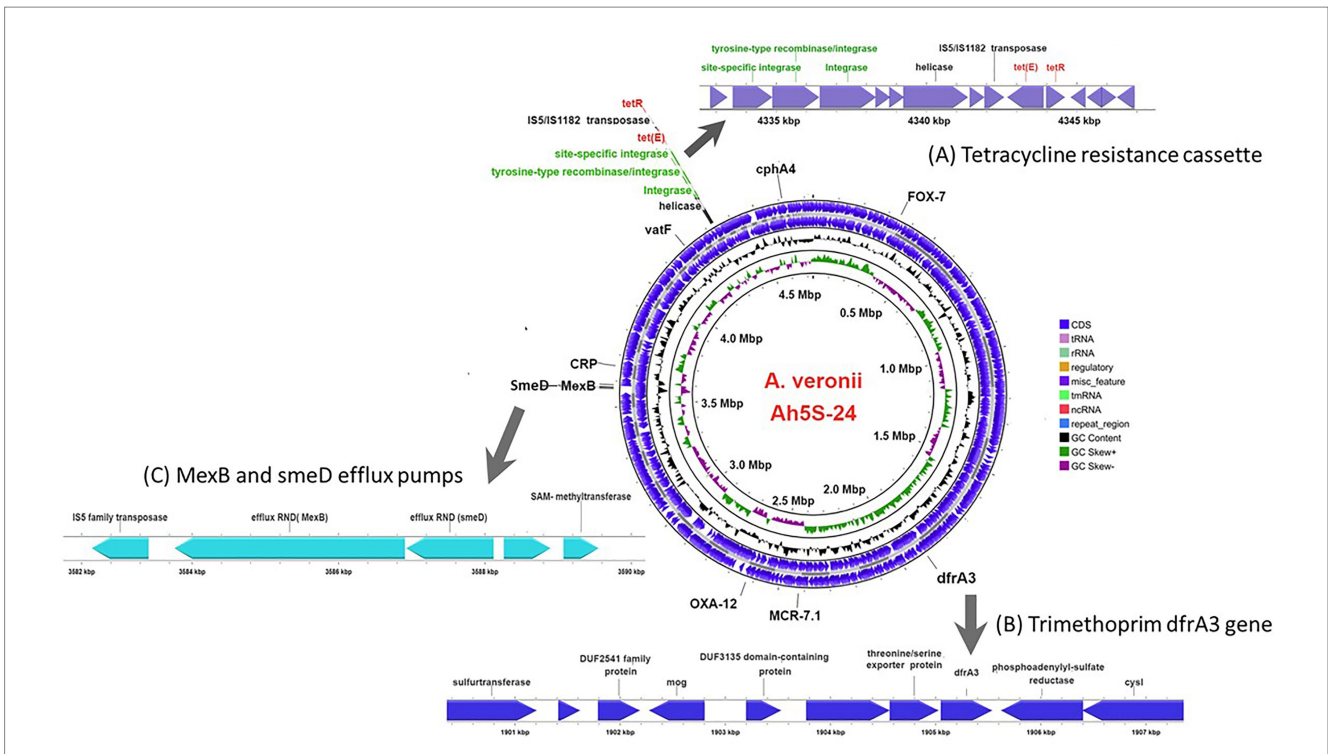 tyrosine-type recombinase/integrase
IS5/IS1182 transposase
site-specific integrase
Integrase
helicase
tet(E)
tetR
4335 kbp
4340 kbp
4345 kbp
(A) Tetracycline resistance cassette
tetR
IS5/IS1182 transposase
tet(E)
site-specific integrase
tyrosine-type recombinase/integrase
Integrase
helicase
vatF
cphA4
FOX-7
CRP
SmeD MexB
4.5 Mbp
0.5 Mbp
4.0 Mbp
1.0 Mbp
3.5 Mbp
1.5 Mbp
3.0 Mbp
2.5 Mbp
2.0 Mbp
A. veronii
Ah5S-24
CDS
tRNA
rRNA
regulatory
misc_feature
tmRNA
ncRNA
repeat_region
GC Content
GC Skew+
GC Skew-
(C) MexB and smeD efflux pumps
SAM- methyltransferase
IS5 family transposase
efflux RND( MexB)
efflux RND (smeD)
3582 kbp
3584 kbp
3586 kbp
3588 kbp
3590 kbp
OXA-12
MCR-7.1
dfrA3
(B) Trimethoprim dfrA3 gene
sulfurtransferase
DUF2541 family
protein
mog
DUF3135 domain-containing
protein
threonine/serine
exporter protein
dfrA3
phosphoadenylyl-sulfate
reductase
cysI
1901 kbp
1902 kbp
1903 kbp
1904 kbp
1905 kbp
1906 kbp
1907 kbp